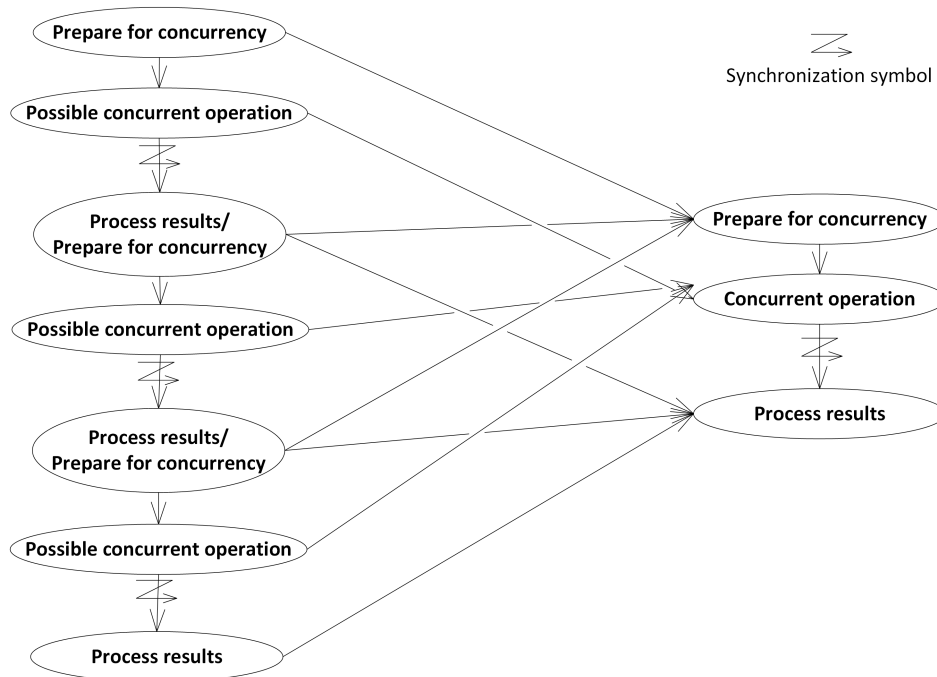 Prepare for concurrency
Possible concurrent operation
Process results/
Prepare for concurrency
Possible concurrent operation
Process results/
Prepare for concurrency
Possible concurrent operation
Process results
Synchronization symbol
Prepare for concurrency
Concurrent operation
Process results